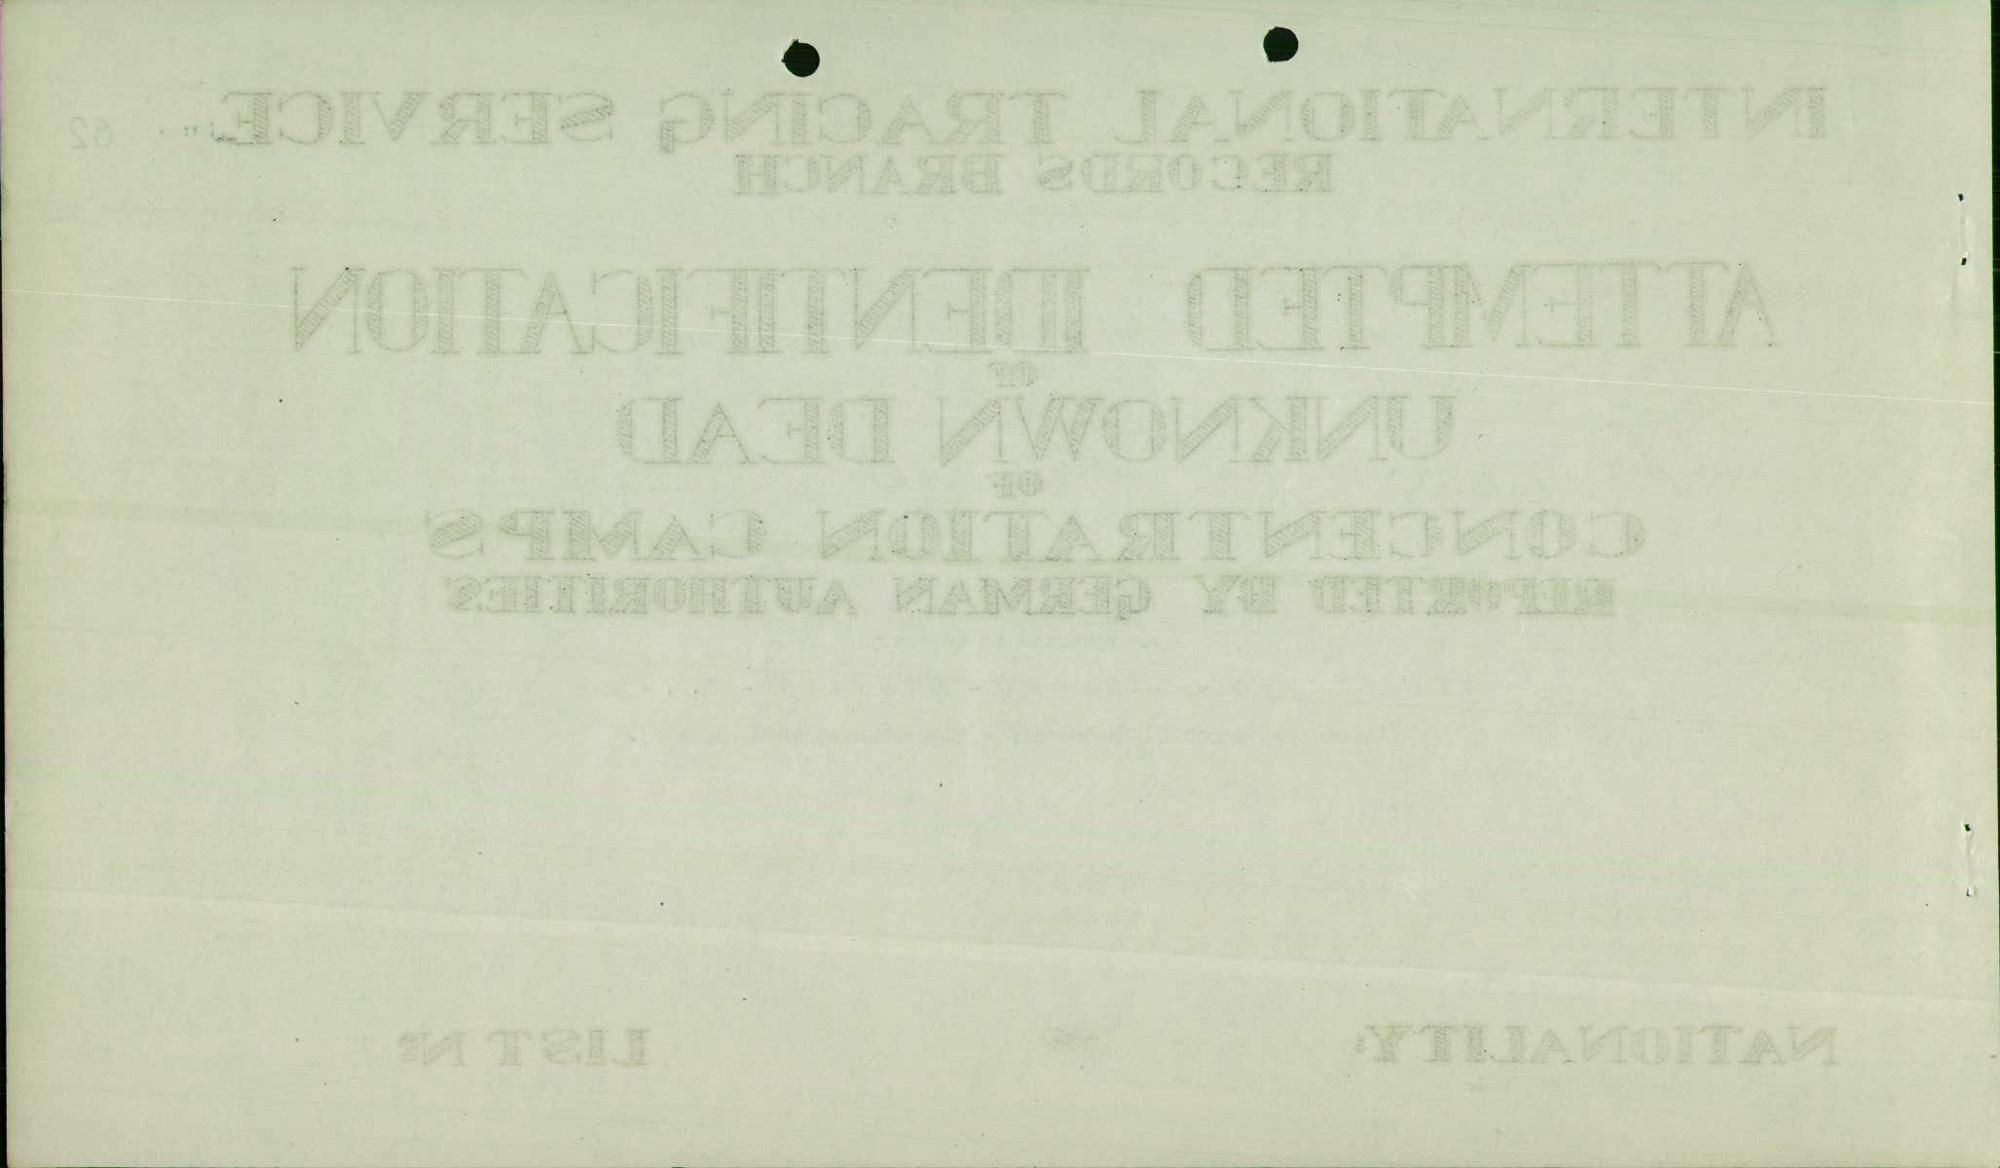 INTERNATIONAL TRACING SERVICE
62
RECORDS BRANCH
ATTEMPTED IDENTIFICATION
OF
UNKNOWN DEAD
OF
CONCENTRATION CAMPS
REPORTED BY GERMAN AUTHORITIES
NATIONALITY: LIST Nº